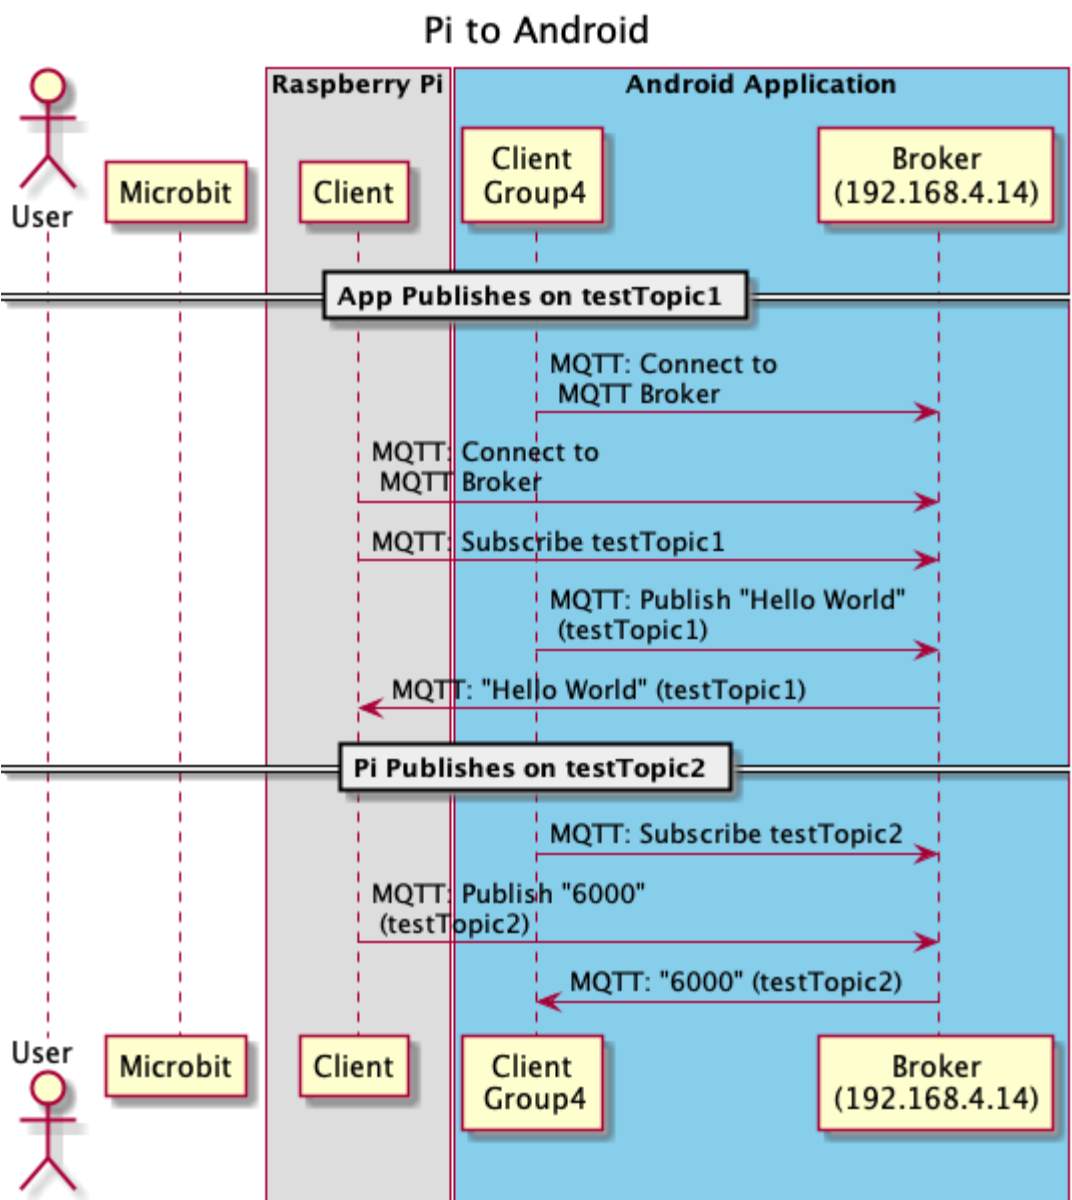 Pi to Android
Raspberry Pi
Android Application
User
Microbit
Client
Client
Group4
Broker
(192.168.4.14)
App Publishes on testTopic1
MQTT: Connect to
MQTT Broker
MQTT: Connect to
MQTT Broker
MQTT: Subscribe testTopic1
MQTT: Publish "Hello World"
(testTopic1)
MQTT: "Hello World" (testTopic1)
Pi Publishes on testTopic2
MQTT: Subscribe testTopic2
MQTT: Publish "6000"
(testTopic2)
MQTT: "6000" (testTopic2)
User
Microbit
Client
Client
Group4
Broker
(192.168.4.14)